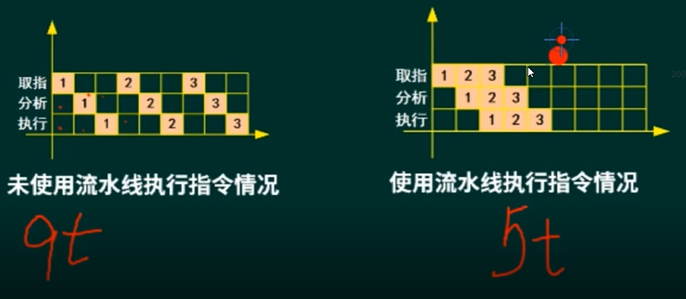 取指 1 2 3
分析 1 2 3
执行 1 2 3
未使用流水线执行指令情况
9t
取指 1 2 3
分析 1 2 3
执行 1 2 3
使用流水线执行指令情况
5t